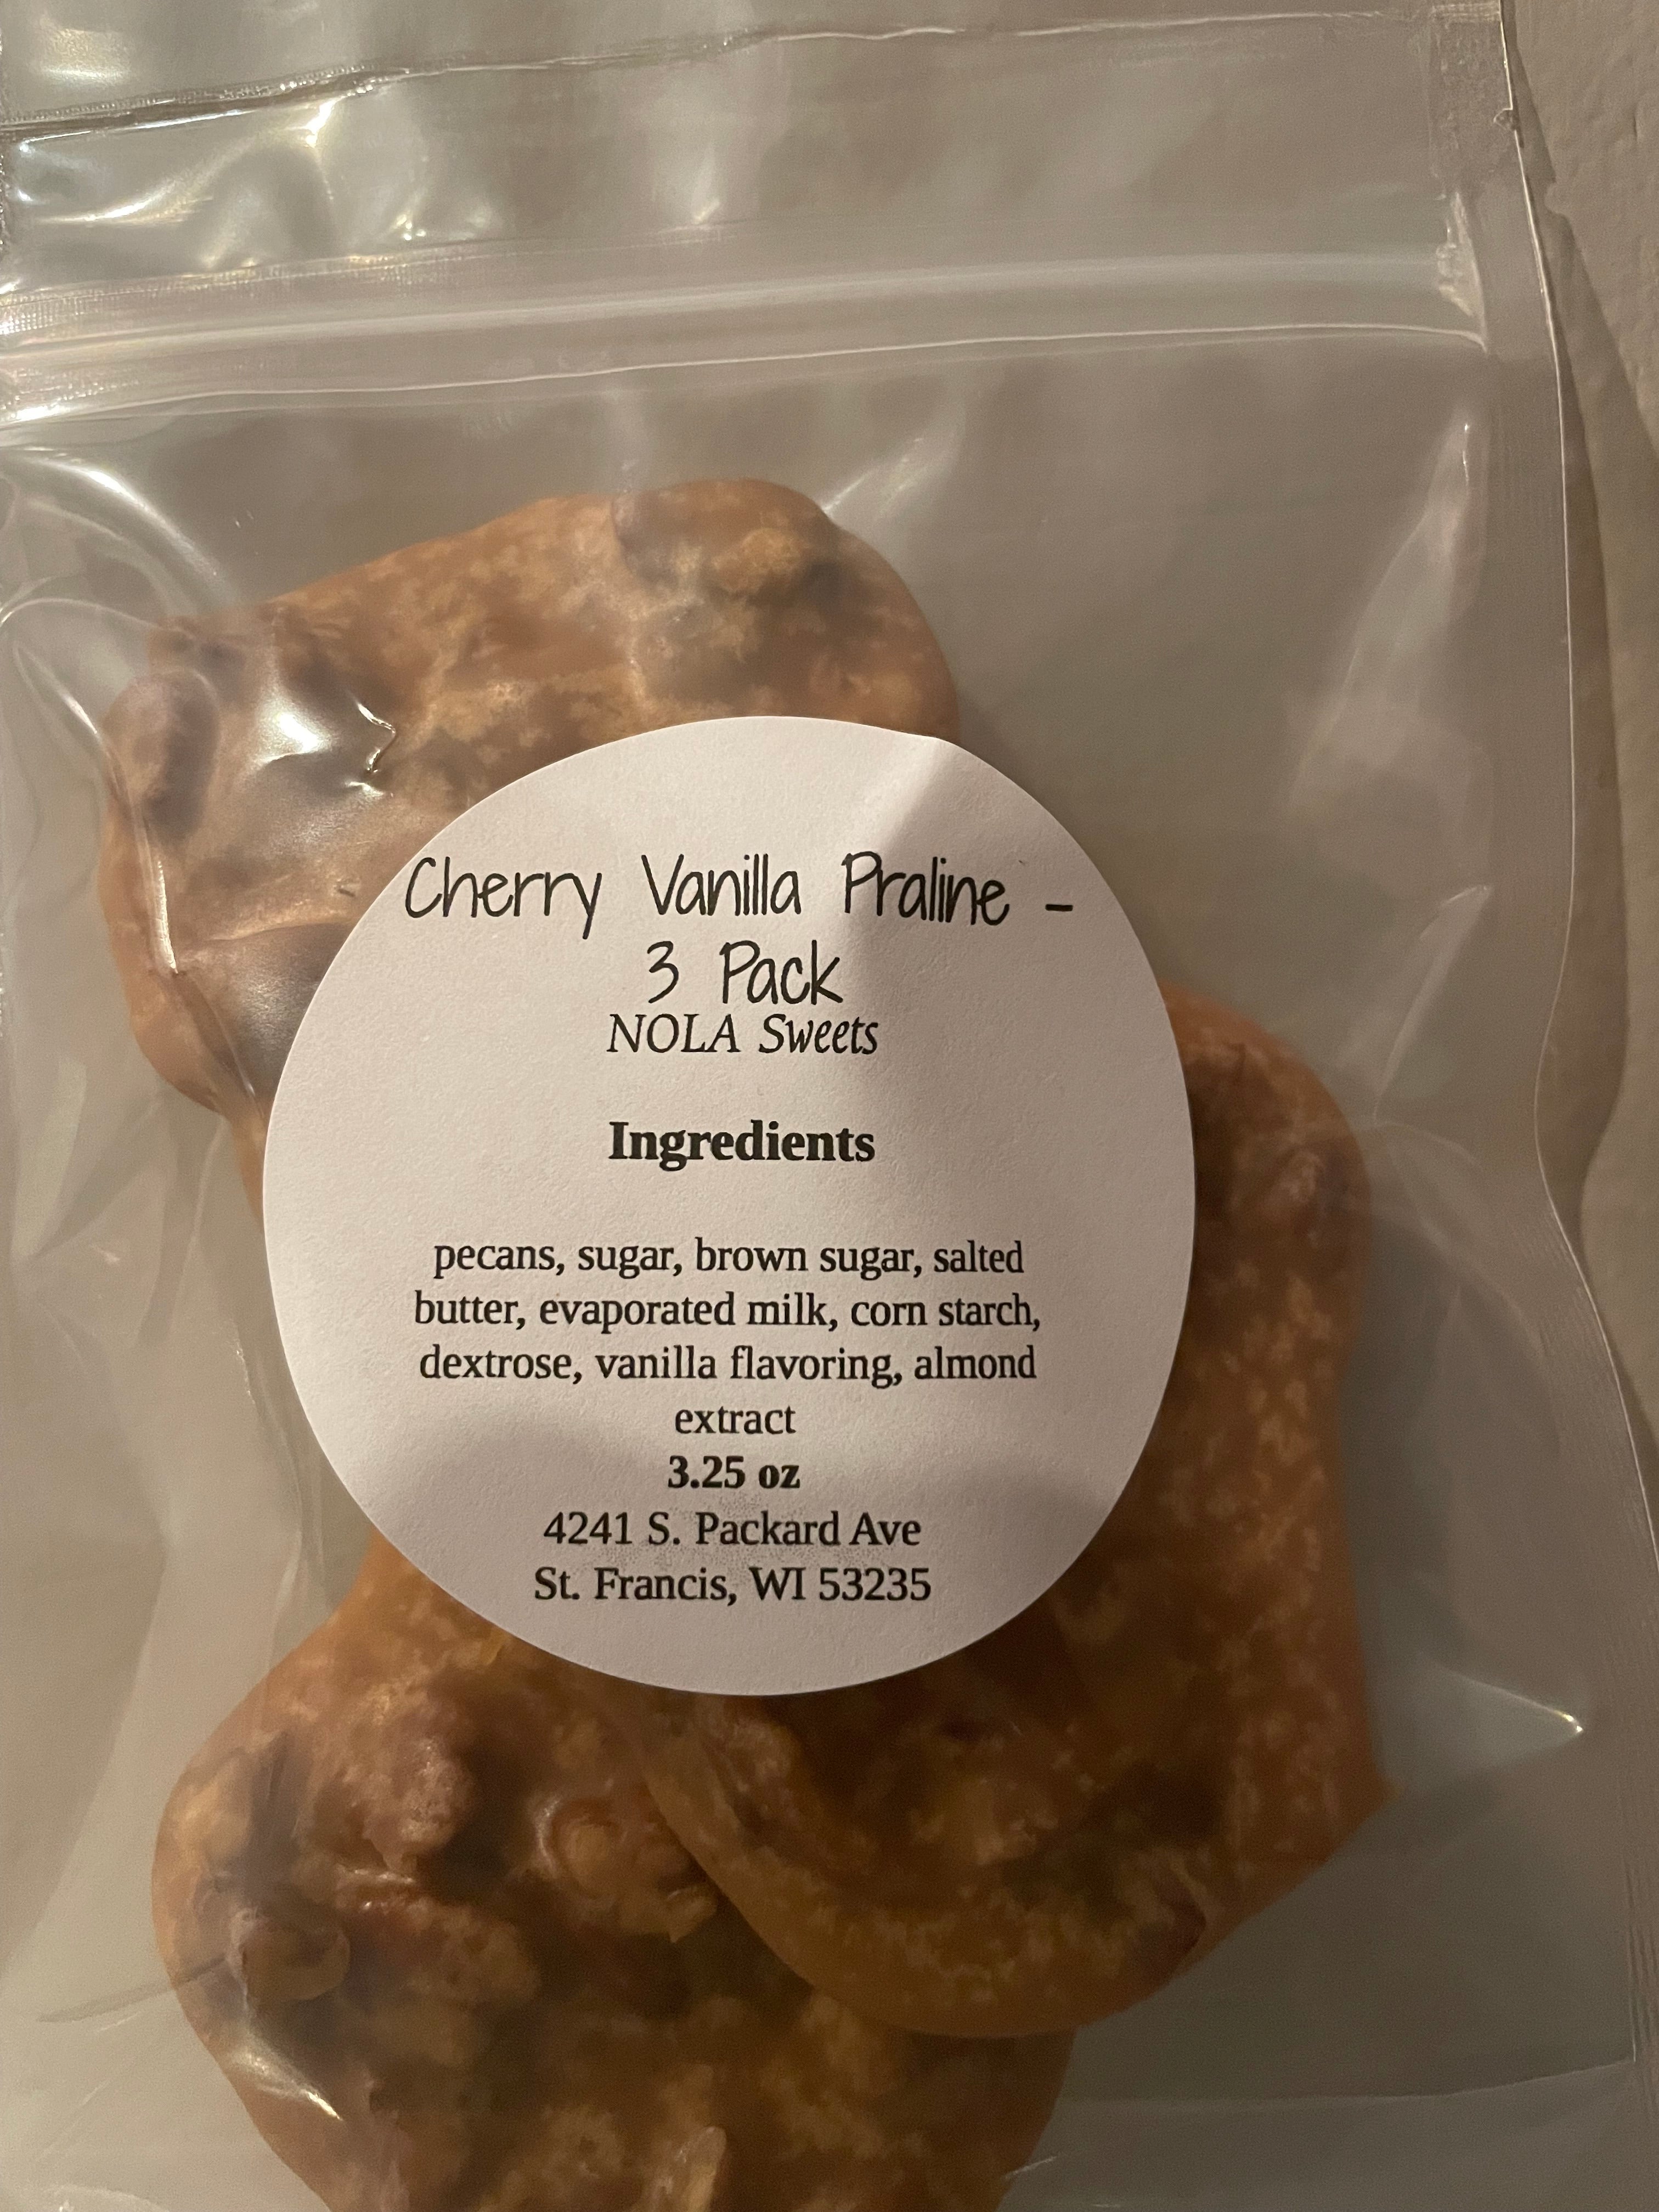 Cherry Vanilla Praline -
3 Pack
NOLA Sweets
Ingredients
pecans, sugar, brown sugar, salted
butter, evaporated milk, corn starch,
dextrose, vanilla flavoring, almond
extract
3.25 oz
4241 S. Packard Ave
St. Francis, WI 53235